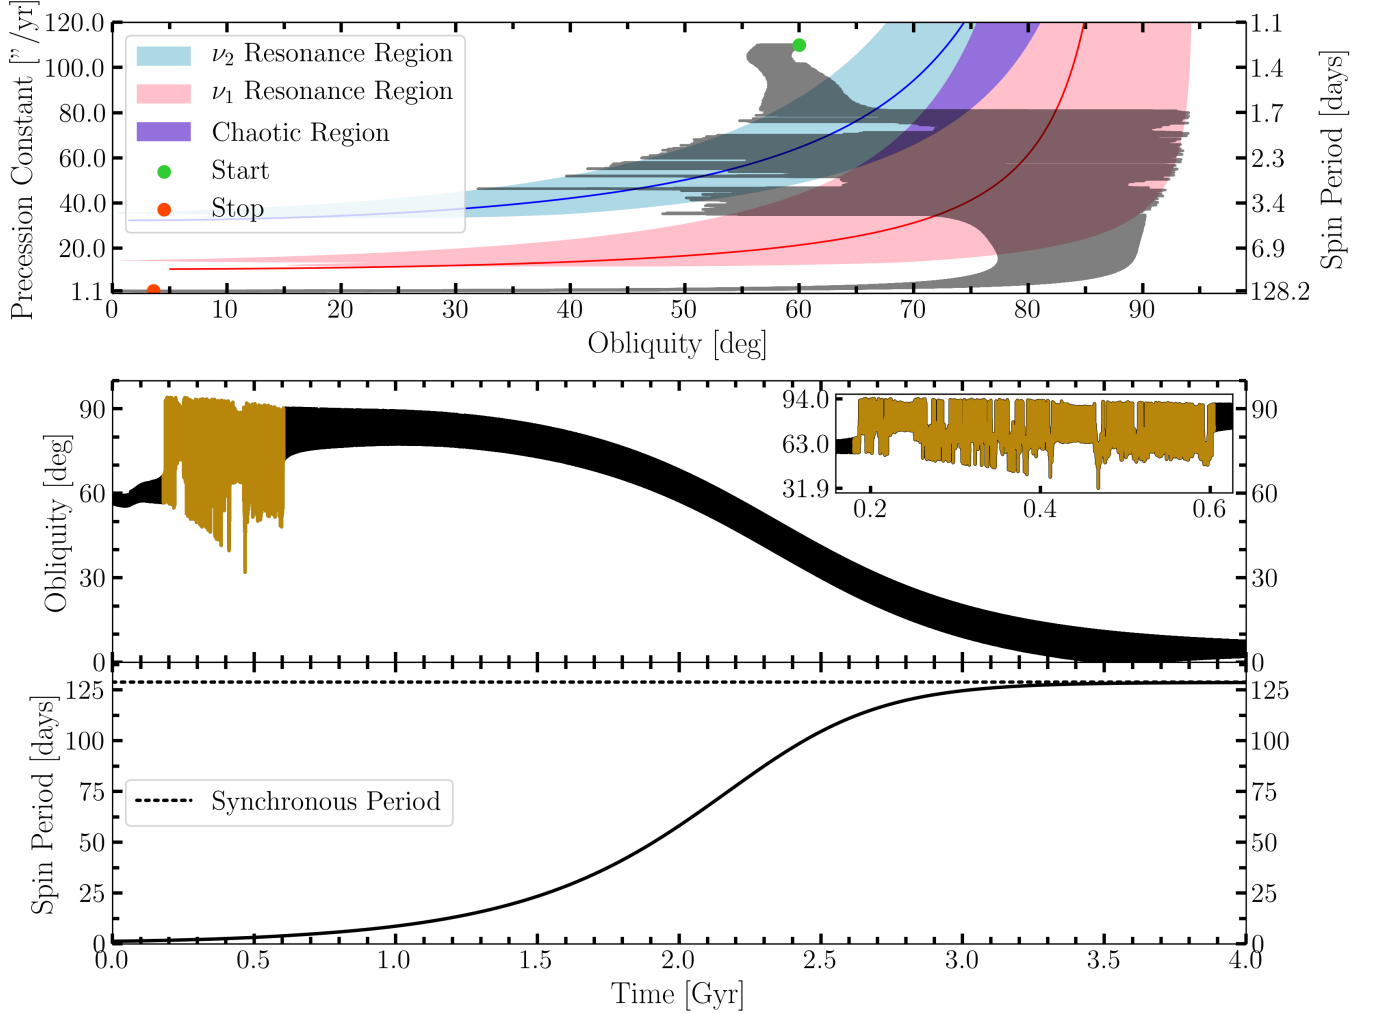 Precession Constant [”/yr]
120.0
100.0
80.0
60.0
40.0
20.0
1.1
ν2 Resonance Region
ν1 Resonance Region
Chaotic Region
Start
Stop
1.1
1.4
1.7
2.3
3.4
6.9
128.2
Spin Period [days]
0 10 20 30 40 50 60 70 80 90
Obliquity [deg]
Obliquity [deg]
90
60
30
0
94.0
63.0
31.9
0.2 0.4 0.6
90
60
30
0
Spin Period [days]
125
100
75
50
25
0
Synchronous Period
125
100
75
50
25
0
0.0 0.5 1.0 1.5 2.0 2.5 3.0 3.5 4.0
Time [Gyr]